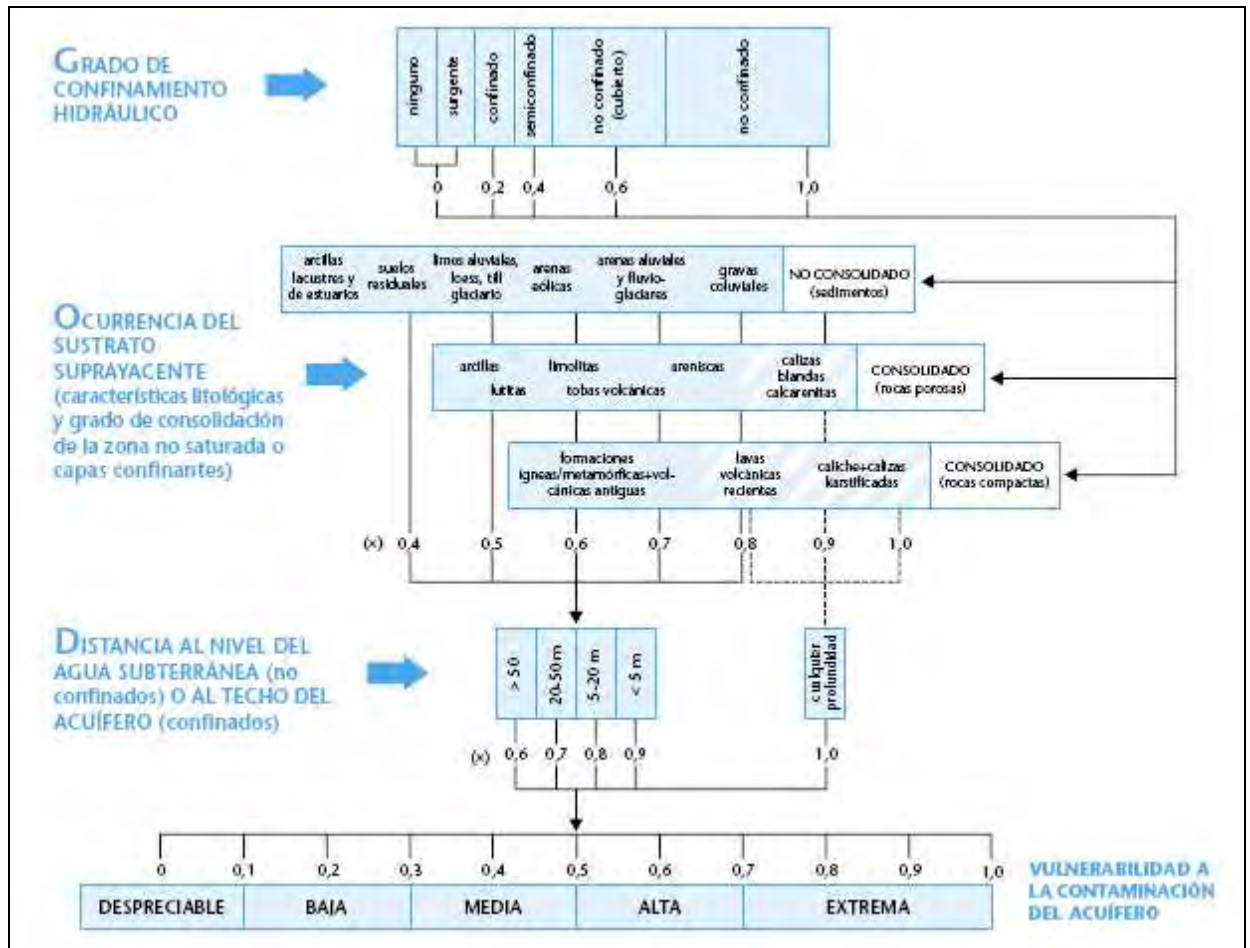 GRADO DE
CONFINAMIENTO
HIDRÁULICO
ninguno
surgente
confinado
semiconfinado
no confinado
(cubierto)
no confinado
0
0,2
0,4
0,6
1,0
OCURRENCIA DEL
SUSTRATO
SUPRAYACENTE
(características litológicas
y grado de consolidación
de la zona no saturada o
capas confinantes)
arcillas
lacustres y
de estuarios
suelos
residuales
limos aluviales,
loess, till
glaciario
arenas
eólicas
arenas aluviales
y fluvio-
glaciares
gravas
coluviales
NO CONSOLIDADO
(sedimentos)
arcillas
lutitas
limolitas
tobas volcánicas
areniscas
calizas
blandas
calcarenitas
CONSOLIDADO
(rocas porosas)
formaciones
igneas/metamórficas+vol-
cánicas antiguas
lavas
volcánicas
recientes
caliche+calizas
karstificadas
CONSOLIDADO
(rocas compactas)
(x) 0,4 0,5 0,6 0,7 0,8 0,9 1,0
DISTANCIA AL NIVEL DEL
AGUA SUBTERRÁNEA (no
confinados) O AL TECHO DEL
ACUÍFERO (confinados)
> 50
20-50 m
5-20 m
< 5 m
cualquier
profundidad
(x) 0,6 0,7 0,8 0,9 1,0
0 0,1 0,2 0,3 0,4 0,5 0,6 0,7 0,8 0,9 1,0
DESPRECIABLE BAJA MEDIA ALTA EXTREMA
VULNERABILIDAD A
LA CONTAMINACIÓN
DEL ACUÍFERO